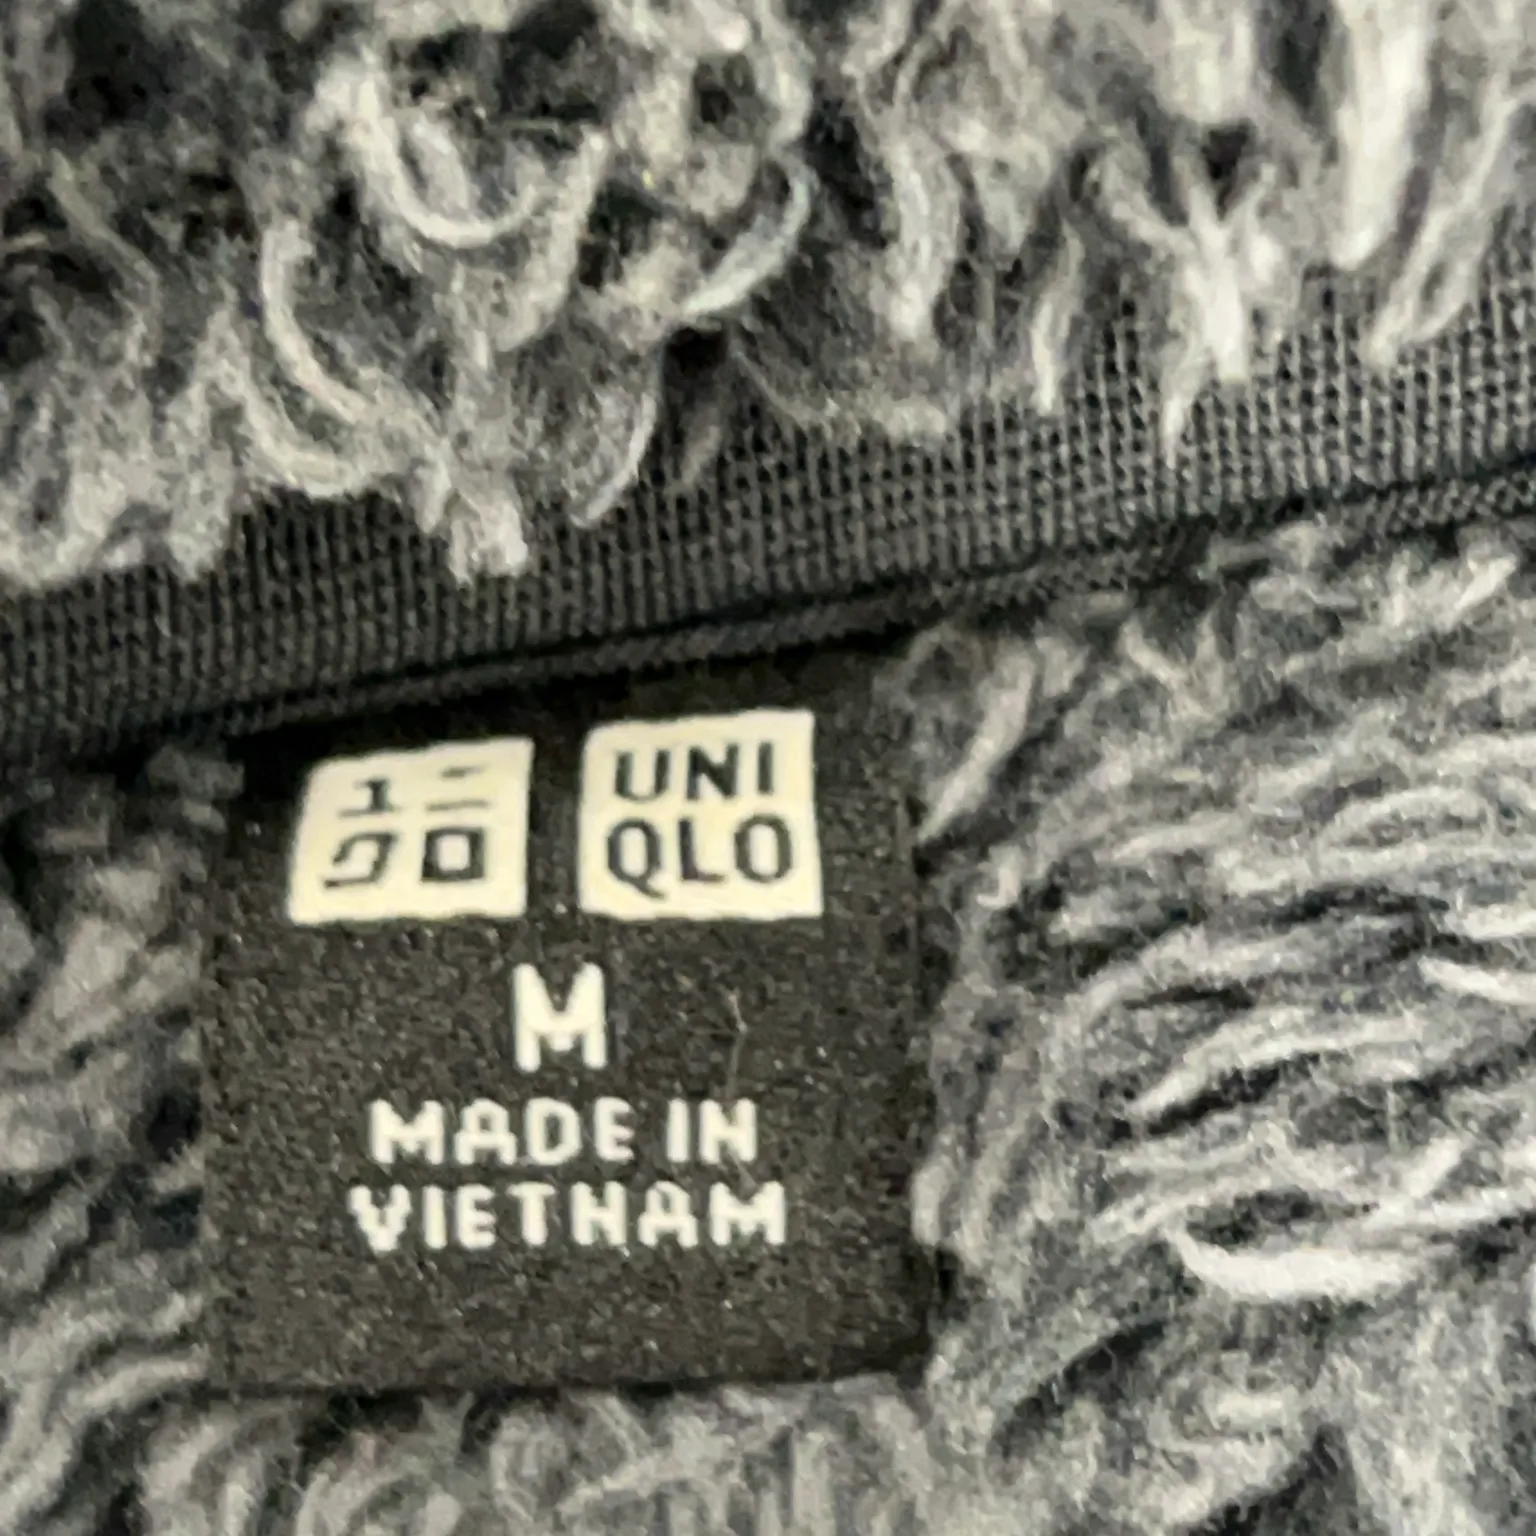 ユニ
クロ
UNI
QLO
M
MADE IN
VIETNAM